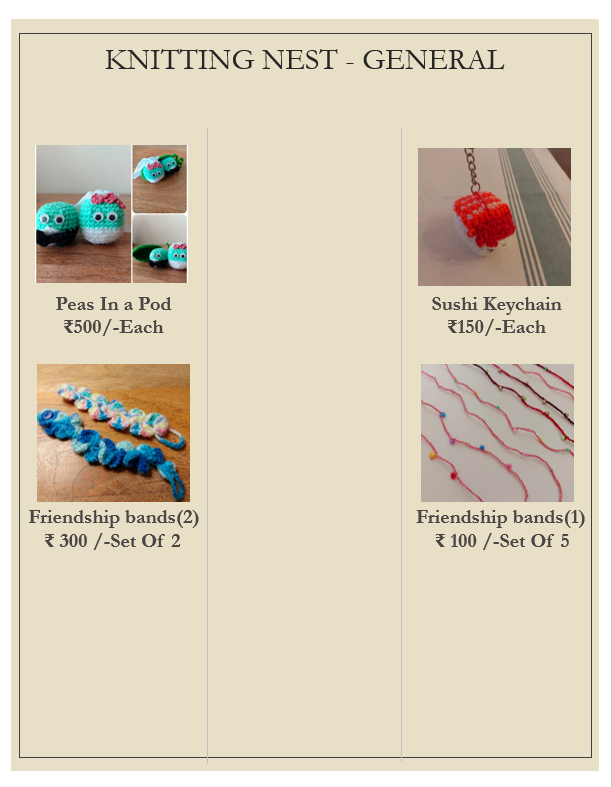 KNITTING NEST - GENERAL
Peas In a Pod
₹500/-Each
Sushi Keychain
₹150/-Each
Friendship bands(2)
₹ 300 /-Set Of 2
Friendship bands(1)
₹ 100 /-Set Of 5